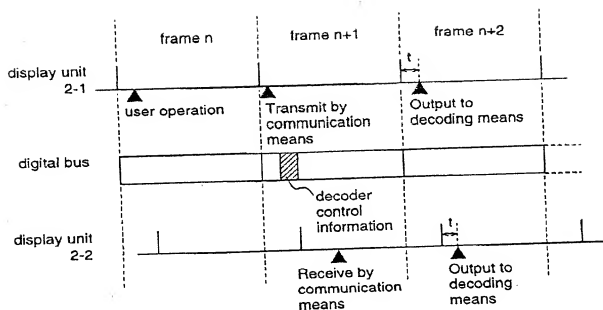 frame n
frame n+1
frame n+2
display unit
2-1
t
user operation
Transmit by
communication
means
Output to
decoding means
digital bus
decoder
control
information
display unit
2-2
t
Receive by
communication
means
Output to
decoding
means